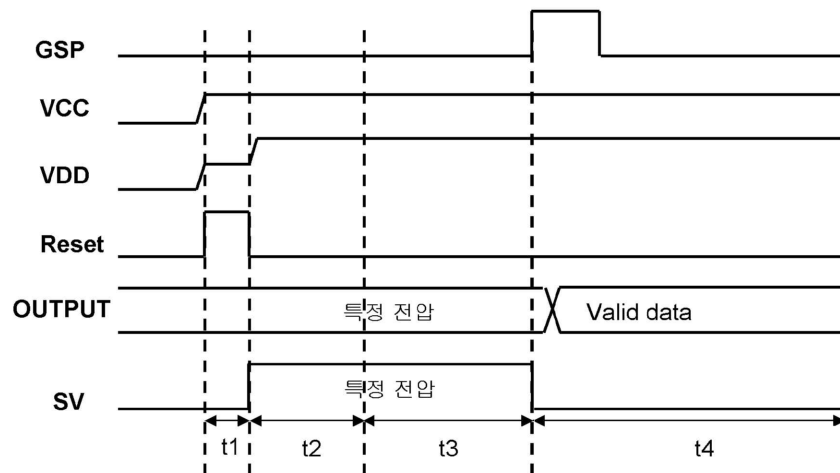 GSP
VCC
VDD
Reset
OUTPUT
특정 전압
Valid data
SV
특정 전압
t1
t2
t3
t4